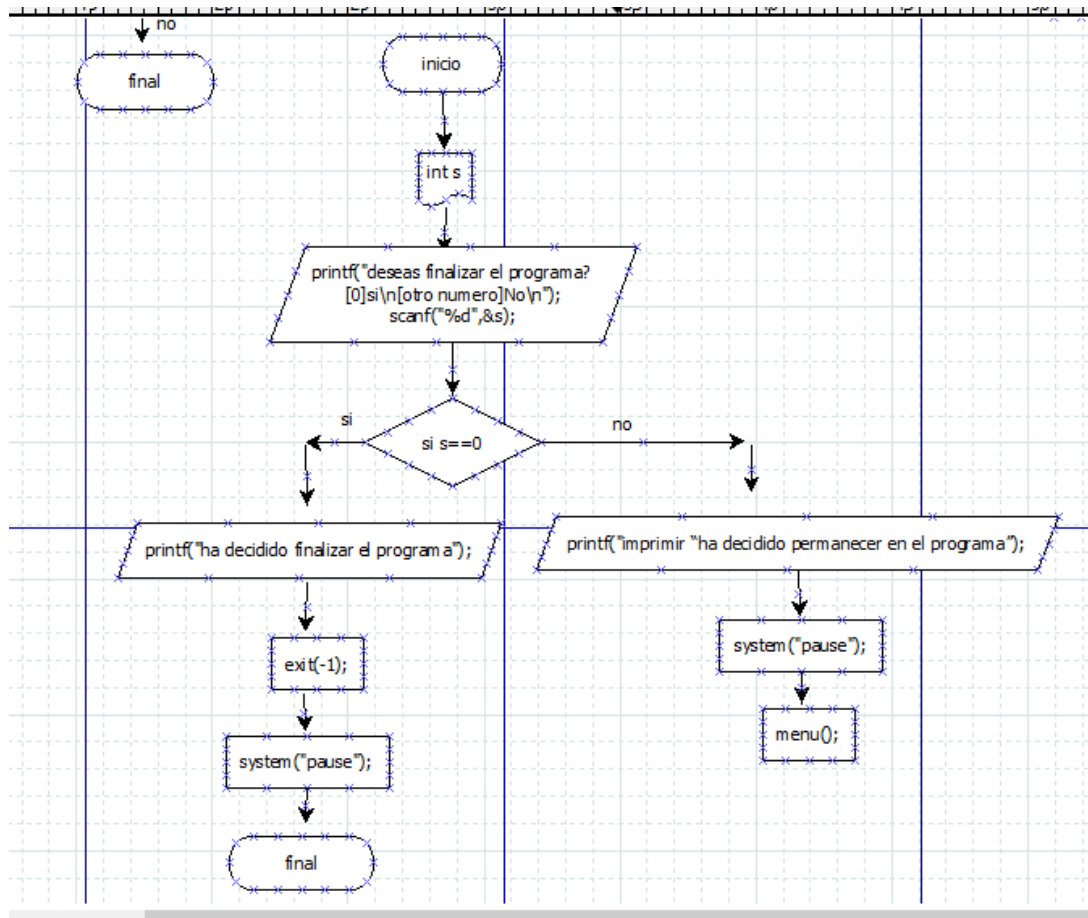 no
final
inicio
int s
printf("deseas finalizar el programa?
[0]si\n[otro numero]No\n");
scanf("%d",&s);
si
si s==0
no
printf("ha decidido finalizar el programa");
printf("imprimir “ha decidido permanecer en el programa”);
exit(-1);
system("pause");
system("pause");
menu();
final